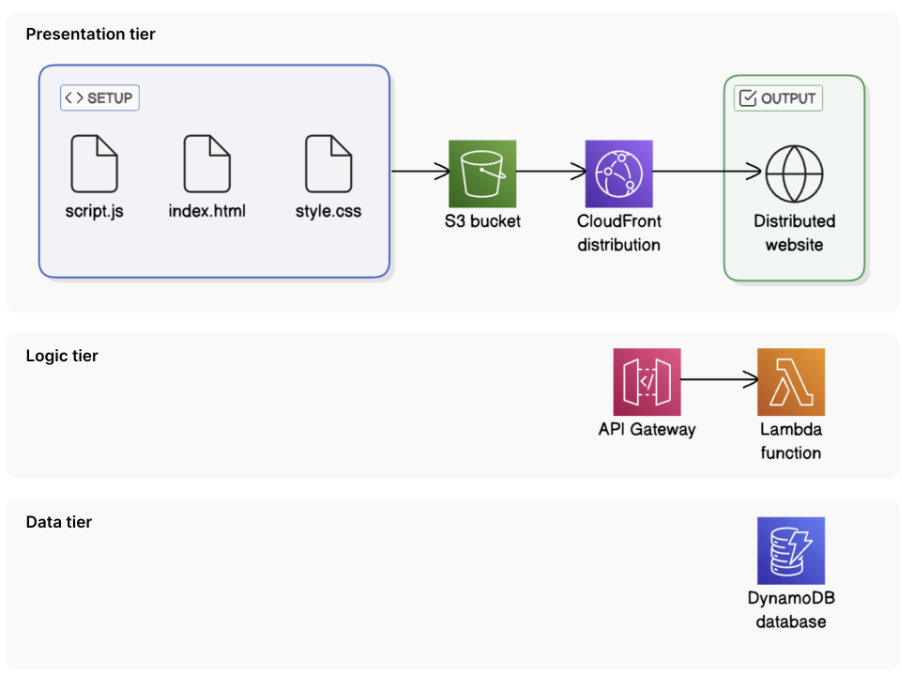 Presentation tier
<> SETUP
OUTPUT
script.js
index.html
style.css
S3 bucket
CloudFront
distribution
Distributed
website
Logic tier
</>
API Gateway
Lambda
function
Data tier
DynamoDB
database